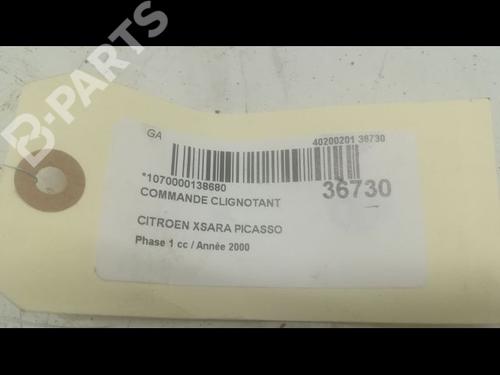 B-PARTS
GA
40200201 36730
*1070000138680
36730
COMMANDE CLIGNOTANT
CITROEN XSARA PICASSO
Phase 1 cc / Année 2000